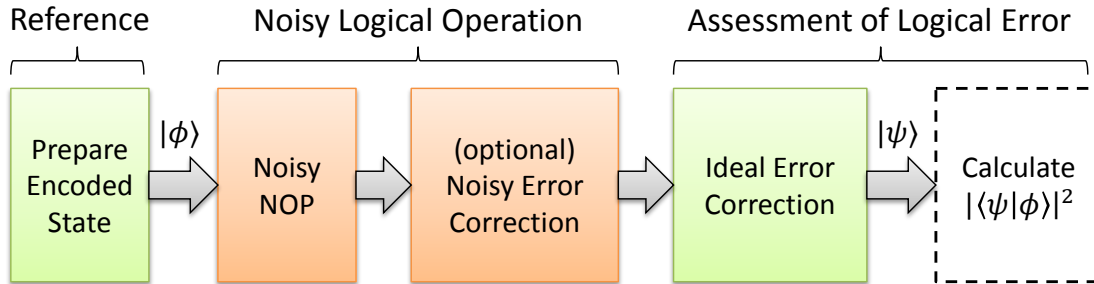 Reference
Noisy Logical Operation
Assessment of Logical Error
Prepare
Encoded
State
|ϕ⟩
Noisy
NOP
(optional)
Noisy Error
Correction
Ideal Error
Correction
|ψ⟩
Calculate
|⟨ψ|ϕ⟩|²